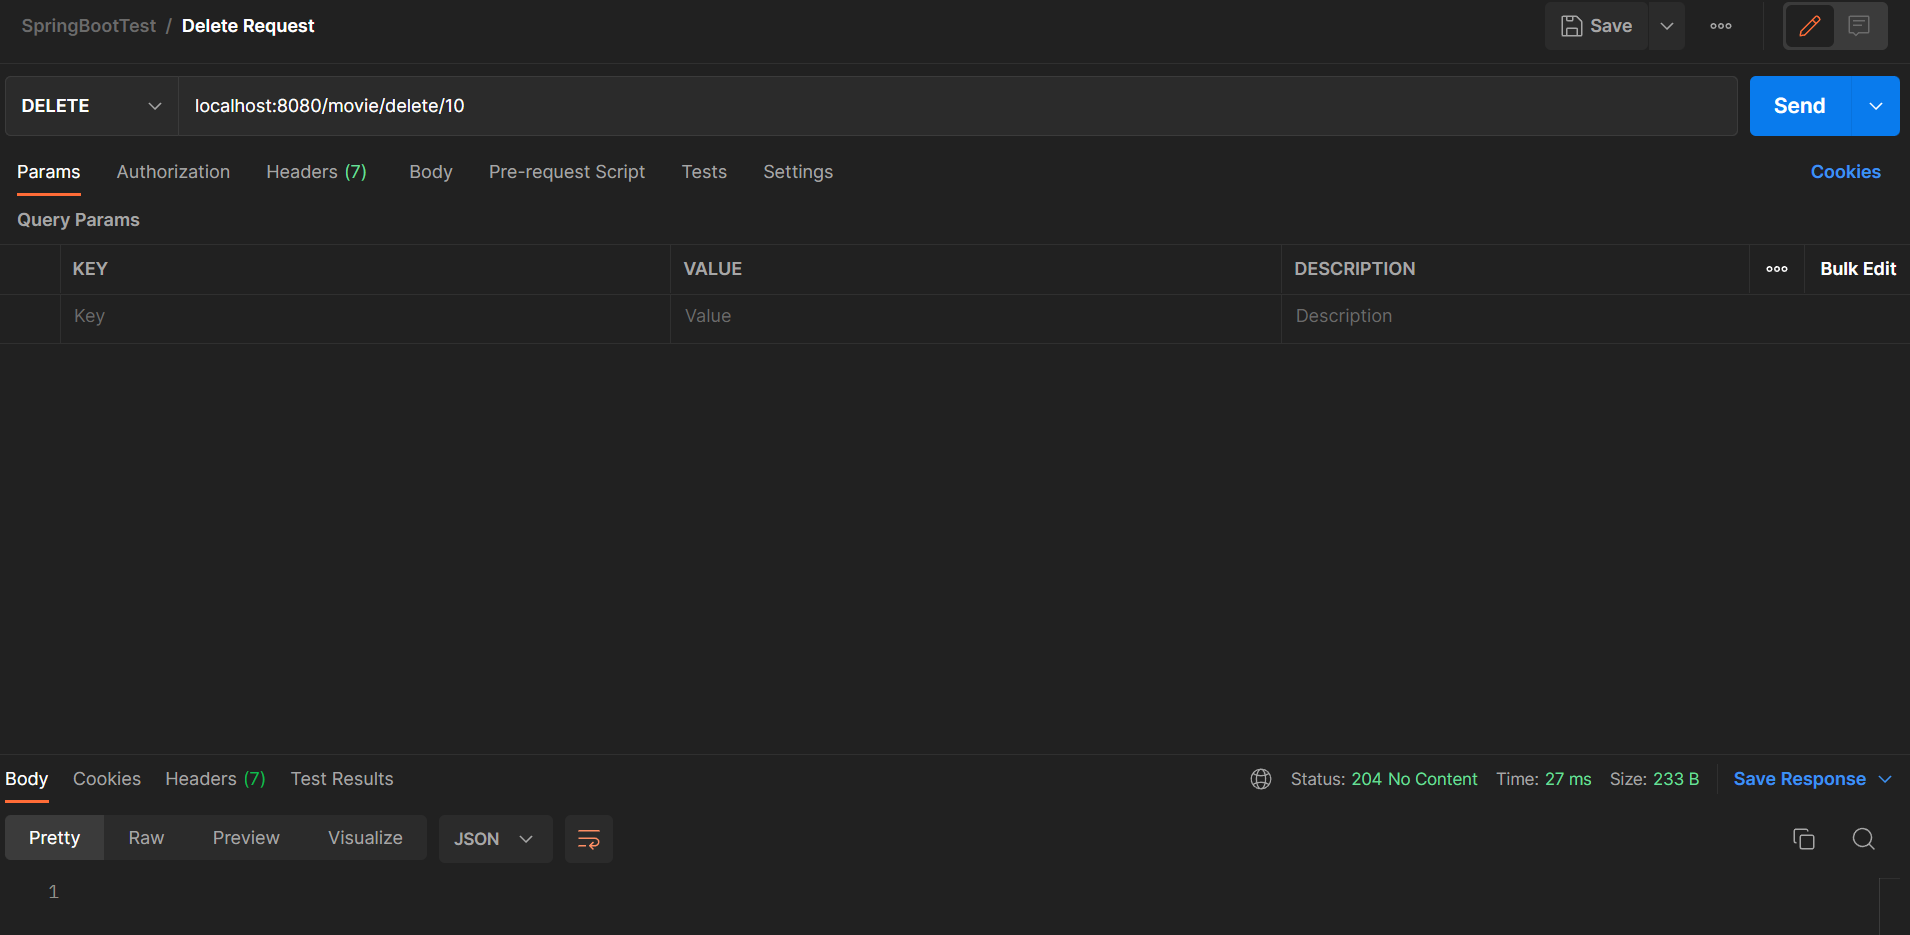 SpringBootTest / Delete Request
Save
DELETE
localhost:8080/movie/delete/10
Send
Params Authorization Headers (7) Body Pre-request Script Tests Settings Cookies
Query Params
KEY VALUE DESCRIPTION Bulk Edit
Key Value Description
Body Cookies Headers (7) Test Results Status: 204 No Content Time: 27 ms Size: 233 B Save Response
Pretty Raw Preview Visualize JSON
1